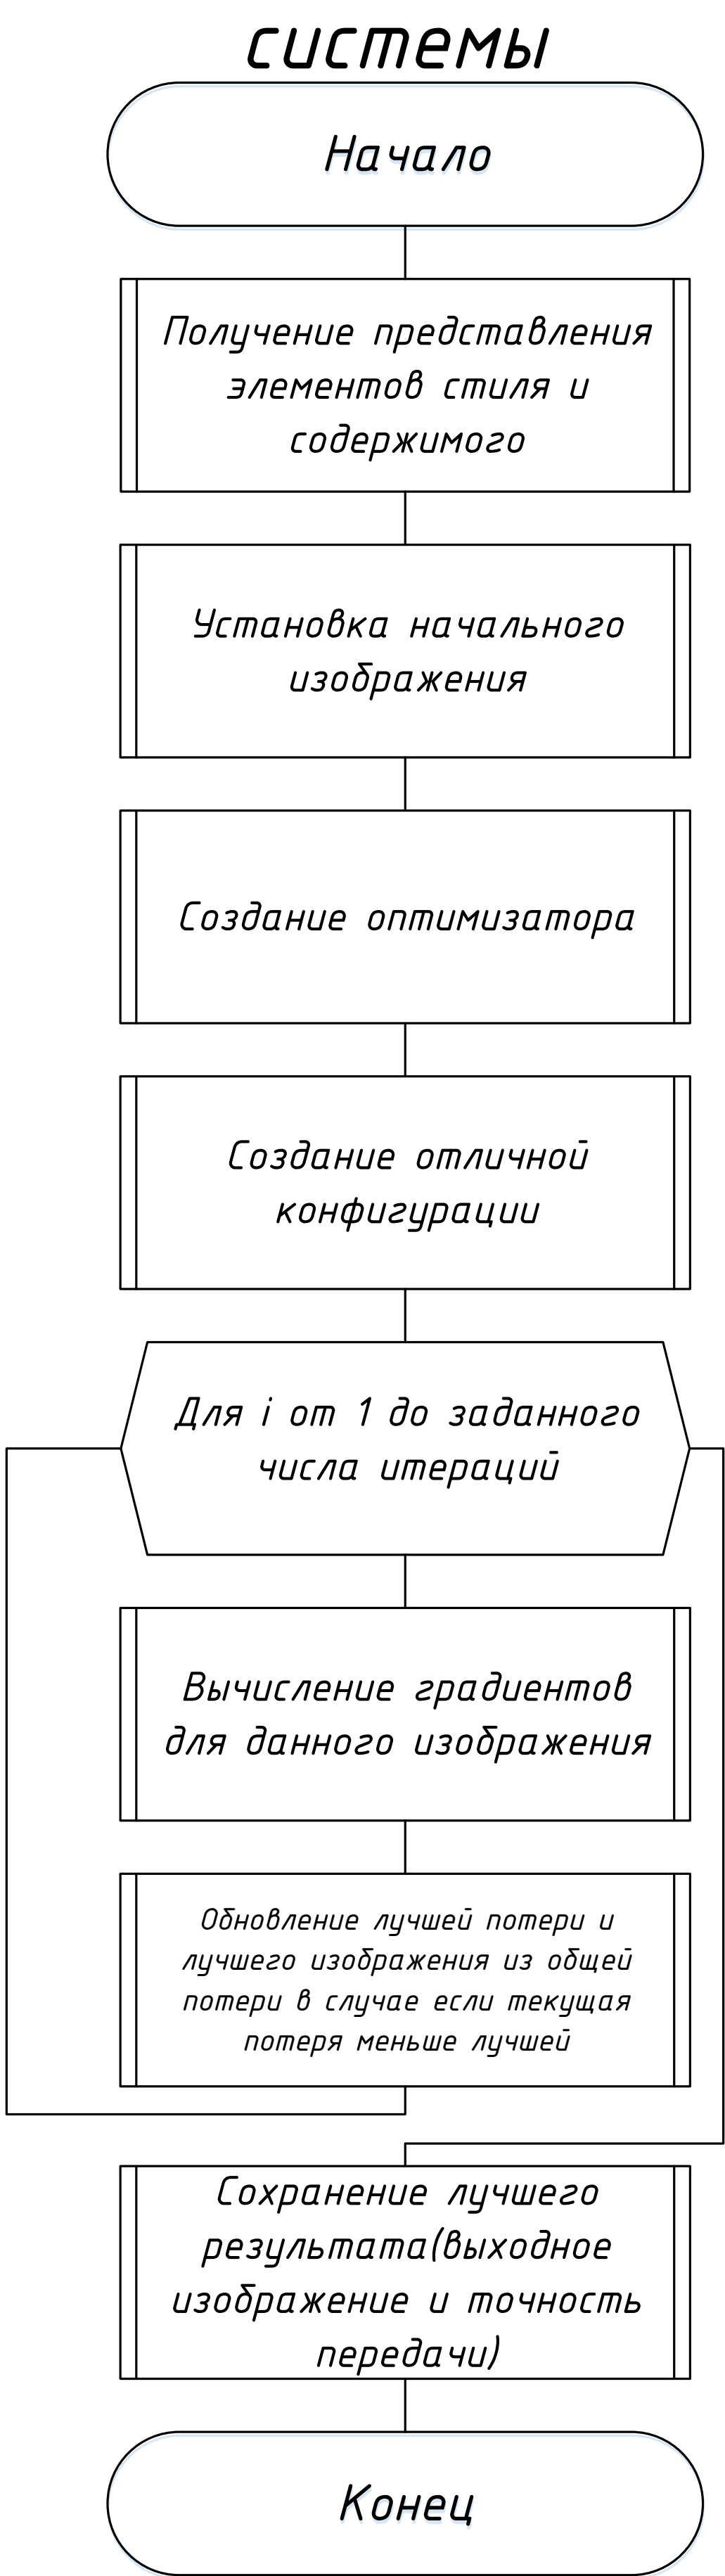 системы
Начало
Получение представления
элементов стиля и
содержимого
Установка начального
изображения
Создание оптимизатора
Создание отличной
конфигурации
Для i от 1 до заданного
числа итераций
Вычисление градиентов
для данного изображения
Обновление лучшей потери и
лучшего изображения из общей
потери в случае если текущая
потеря меньше лучшей
Сохранение лучшего
результата(выходное
изображение и точность
передачи)
Конец